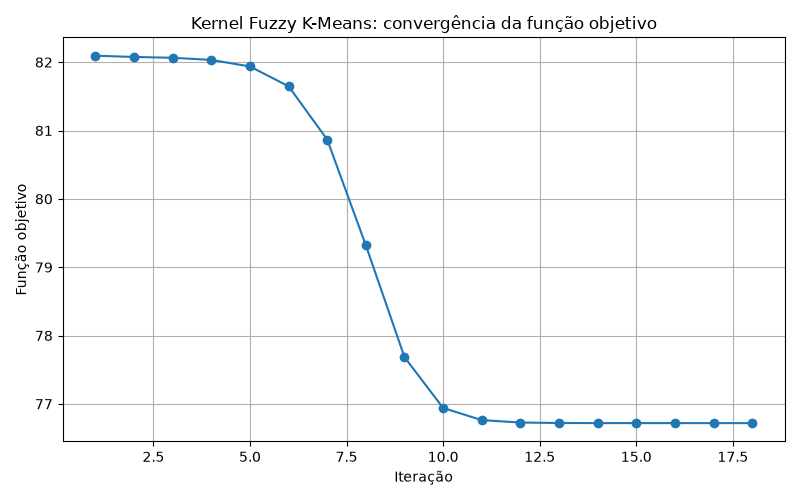 Kernel Fuzzy K-Means: convergência da função objetivo
82
81
80
79
78
77
Função objetivo
2.5 5.0 7.5 10.0 12.5 15.0 17.5
Iteração